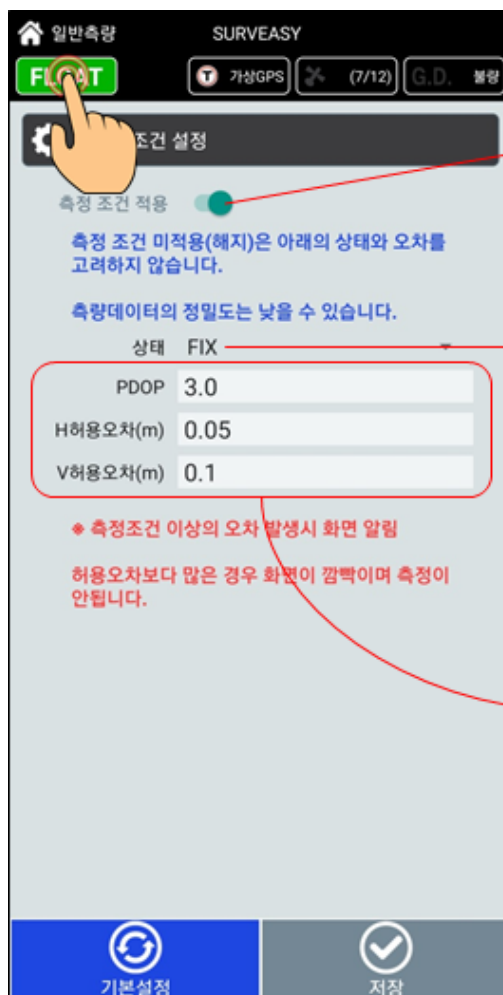 일반측량 SURVEASY
T 가상GPS (7/12) G.D. 불량
조건 설정
측정 조건 적용
측정 조건 미적용(해지)은 아래의 상태와 오차를
고려하지 않습니다.
측량데이터의 정밀도는 낮을 수 있습니다.
상태 FIX
PDOP 3.0
H허용오차(m) 0.05
V허용오차(m) 0.1
※ 측정조건 이상의 오차 발생시 화면 알림
허용오차보다 많은 경우 화면이 깜빡이며 측정이
안됩니다.
기본설정 저장